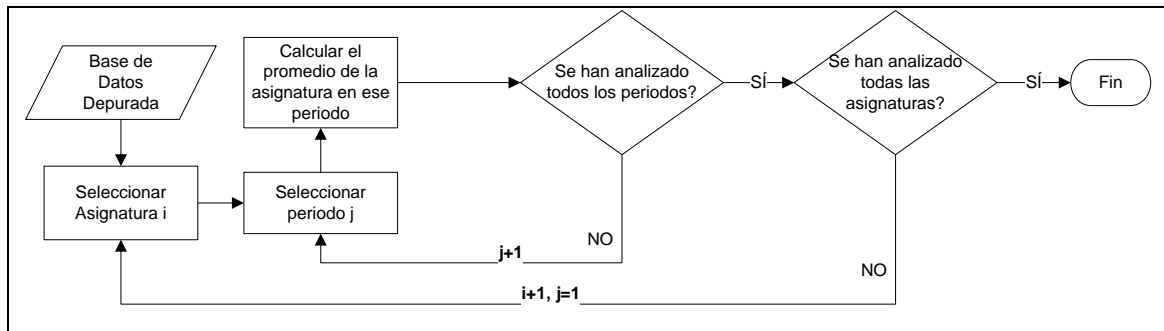 Base de
Datos
Depurada
Seleccionar
Asignatura i
Seleccionar
periodo j
Calcular el
promedio de la
asignatura en ese
periodo
Se han analizado
todos los periodos?
SÍ
Se han analizado
todas las
asignaturas?
SÍ
Fin
NO
j+1
NO
i+1, j=1